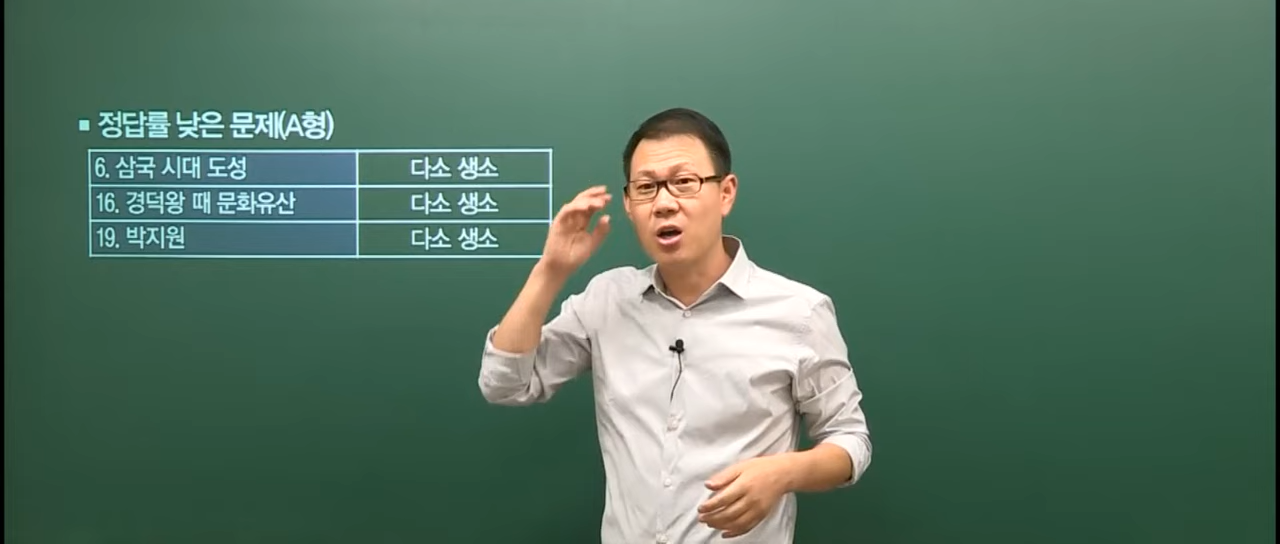 ▪ 정답률 낮은 문제(A형)
6. 삼국 시대 도성 다소 생소
16. 경덕왕 때 문화유산 다소 생소
19. 박지원 다소 생소